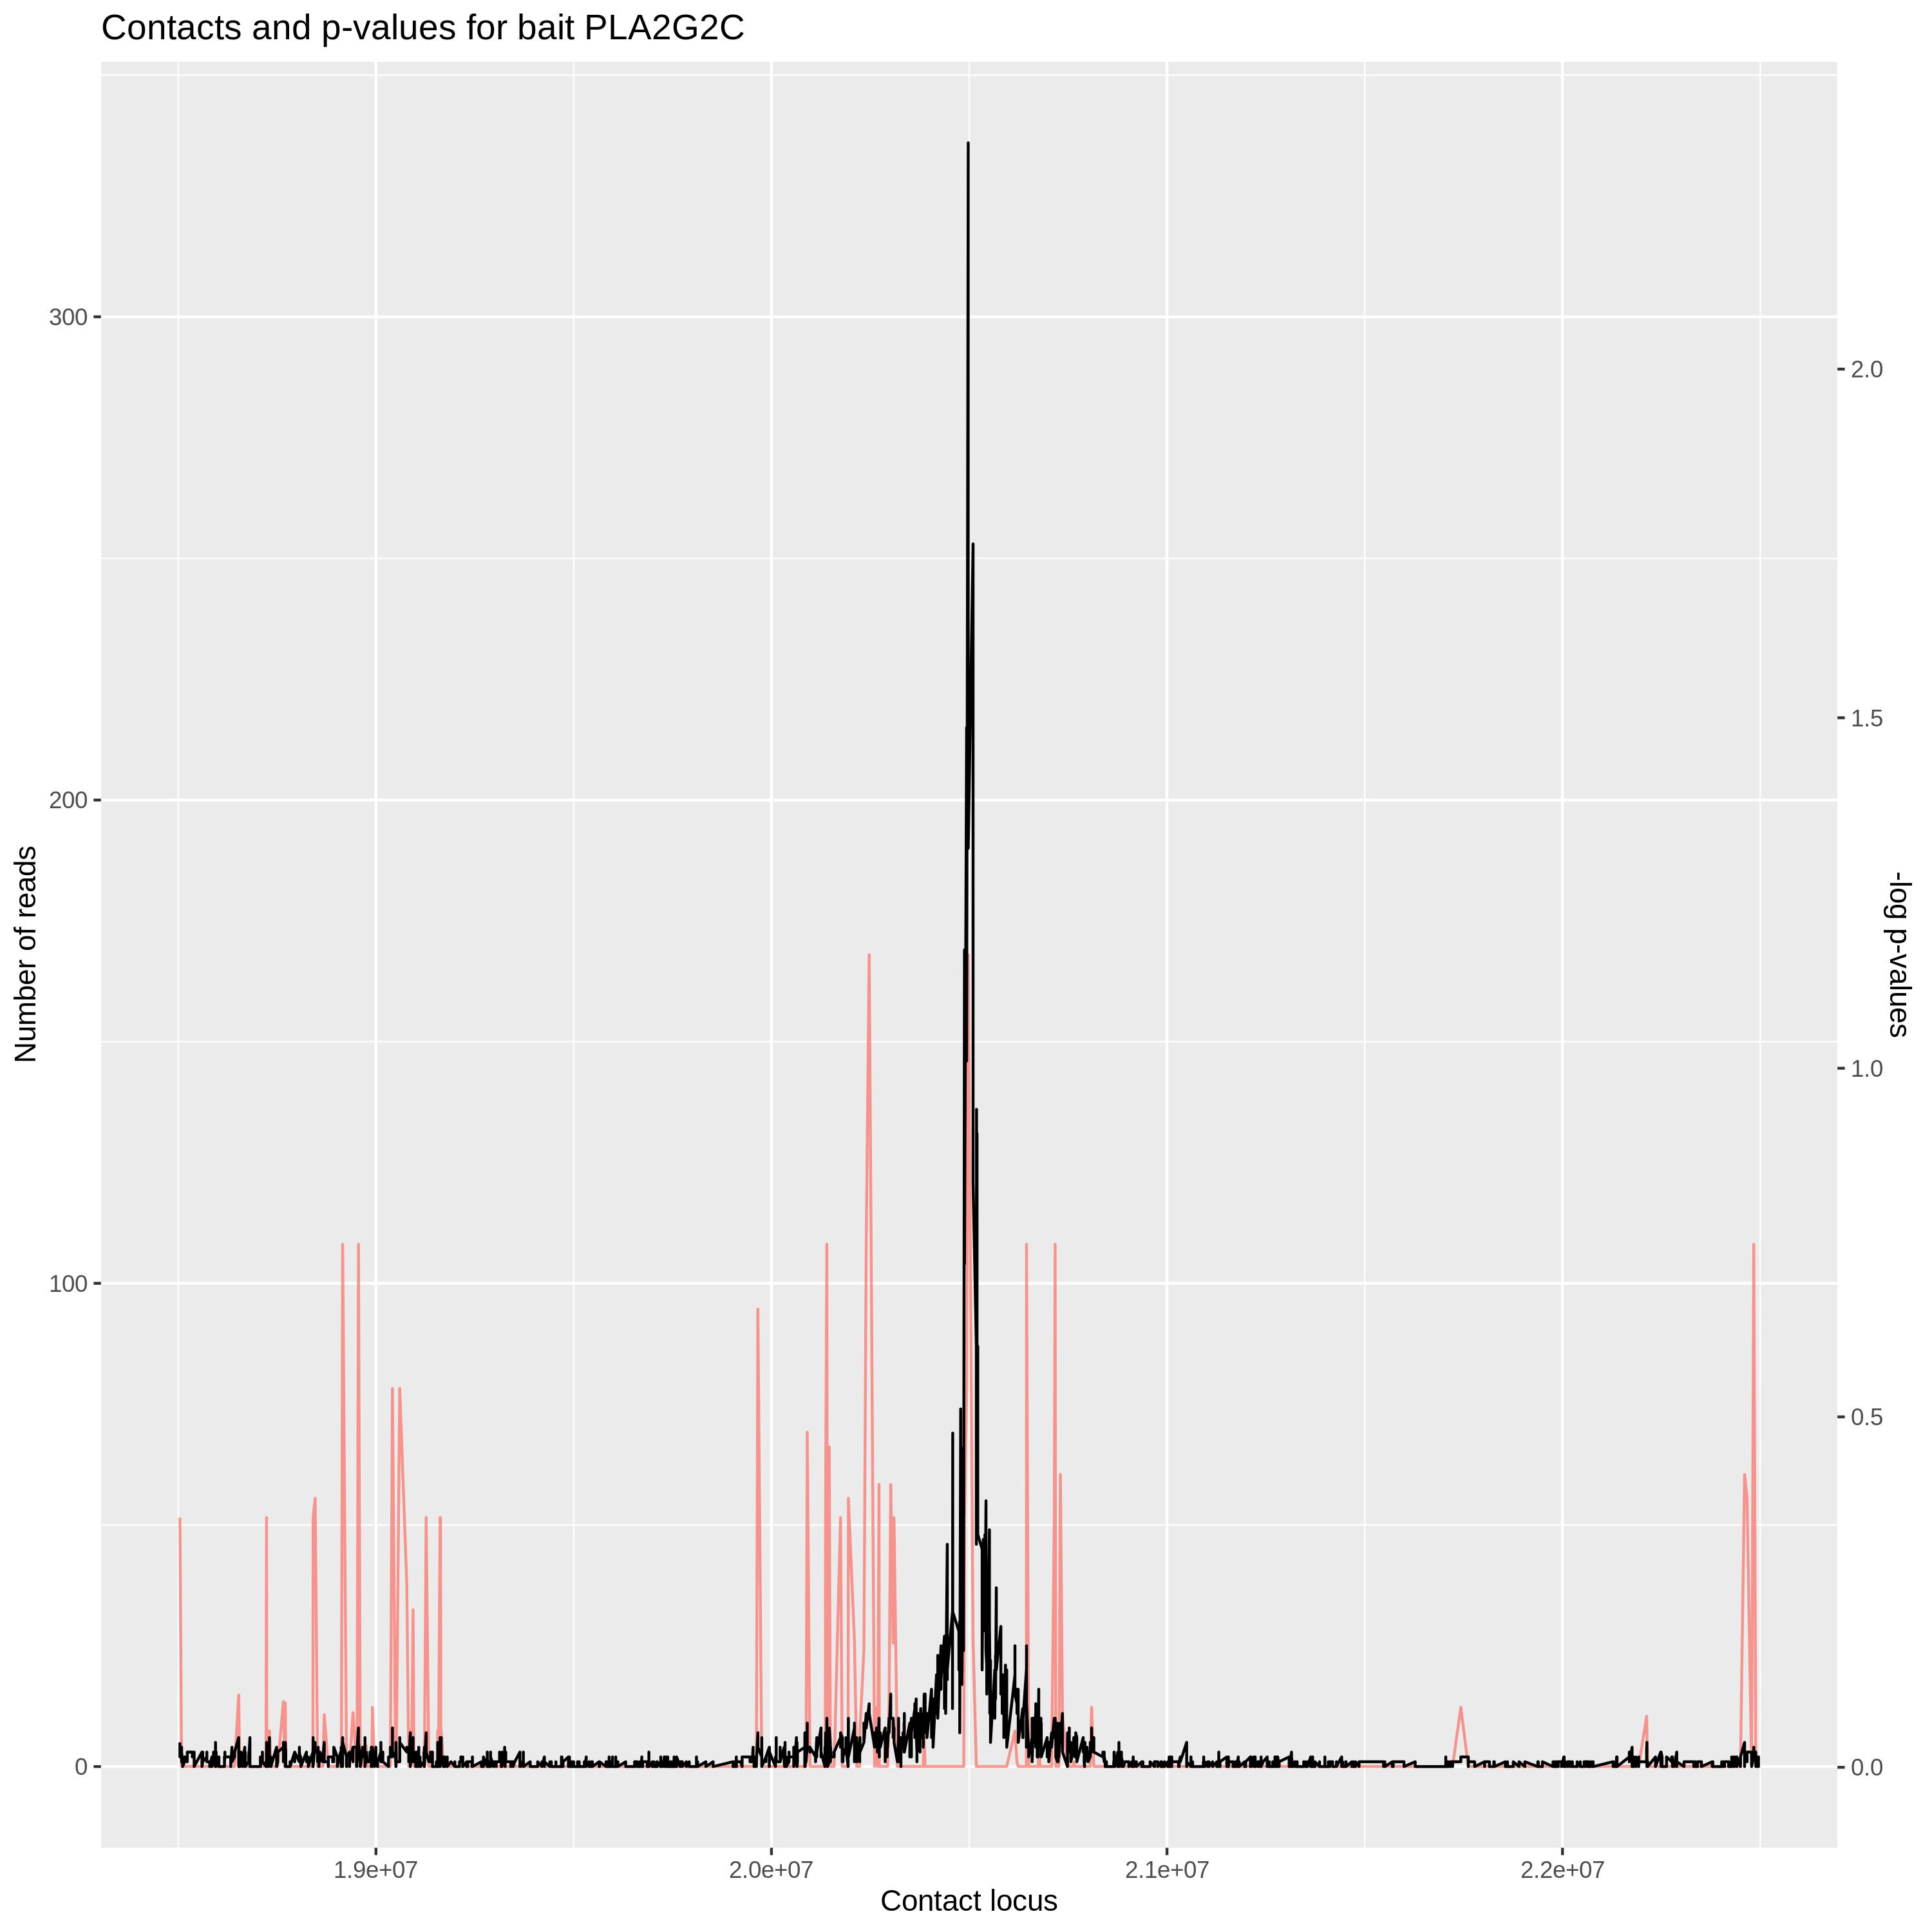 Contacts and p-values for bait PLA2G2C
300
200
100
0
Number of reads
2.0
1.5
1.0
0.5
0.0
-log p-values
1.9e+07
2.0e+07
2.1e+07
2.2e+07
Contact locus